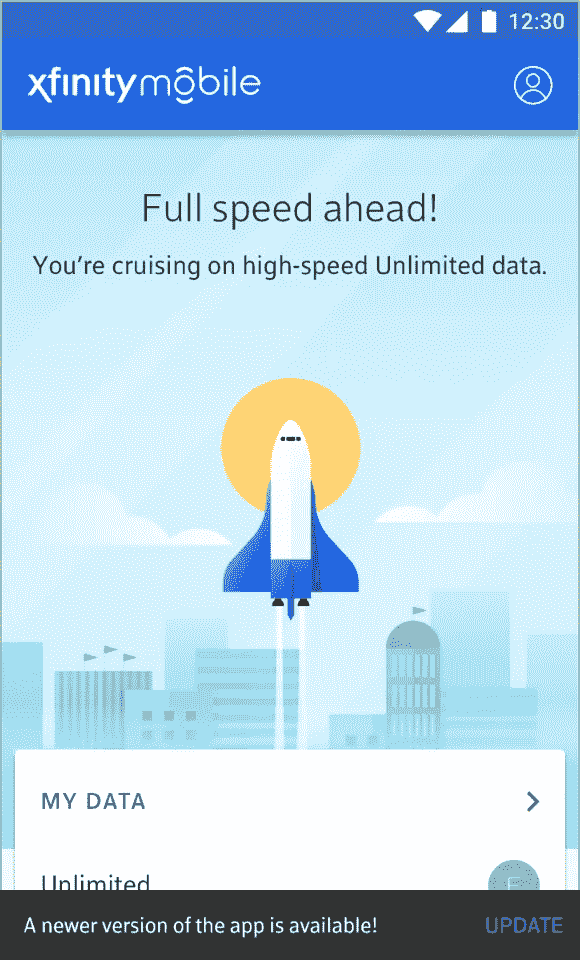 12:30
xfinity mobile
Full speed ahead!
You’re cruising on high-speed Unlimited data.
MY DATA
Unlimited
A newer version of the app is available!
UPDATE